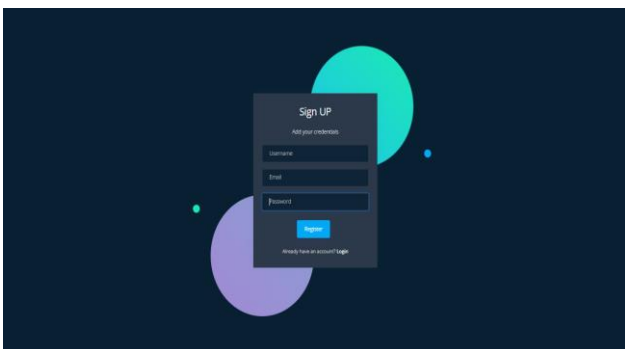 Sign UP
Add your credentials
Username
Email
Password
Register
Already have an account? Login